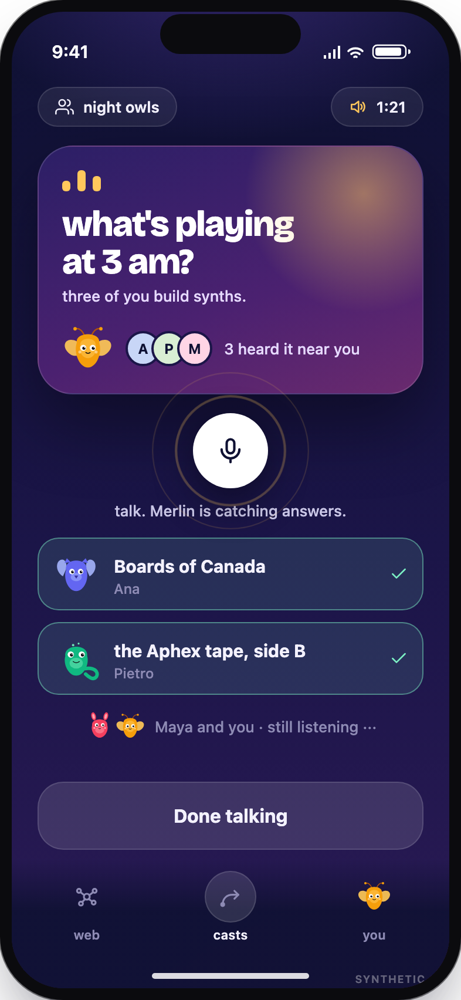 9:41
night owls
1:21
what's playing
at 3 am?
three of you build synths.
A P M 3 heard it near you
talk. Merlin is catching answers.
Boards of Canada
Ana
the Aphex tape, side B
Pietro
Maya and you · still listening ···
Done talking
web casts you
SYNTHETIC